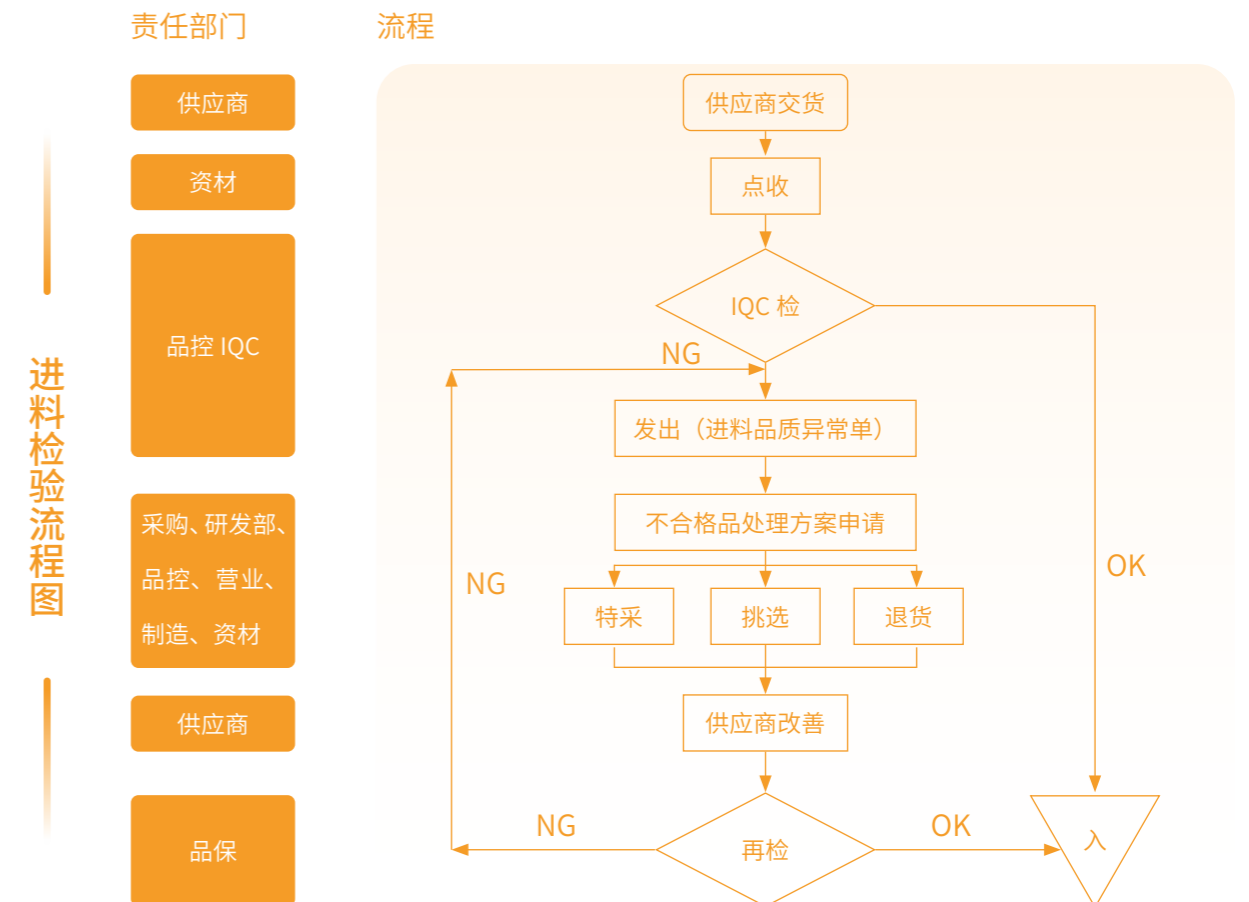 责任部门
流程
进料检验流程图
供应商
资材
品控 IQC
采购、研发部、
品控、营业、
制造、资材
供应商
品保
供应商交货
点收
IQC 检
NG
发出（进料品质异常单）
不合格品处理方案申请
NG
OK
特采
挑选
退货
供应商改善
NG
OK
再检
入